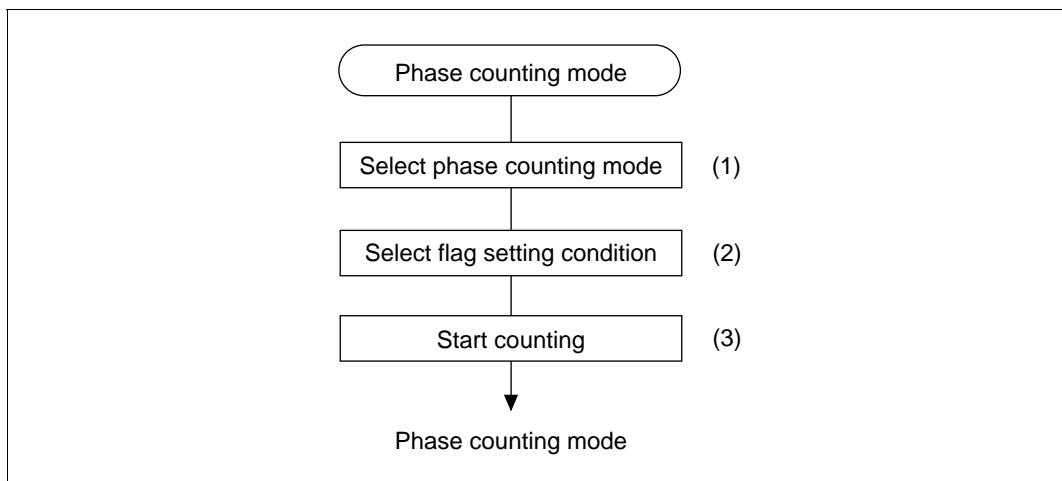 Phase counting mode
Select phase counting mode (1)
Select flag setting condition (2)
Start counting (3)
Phase counting mode